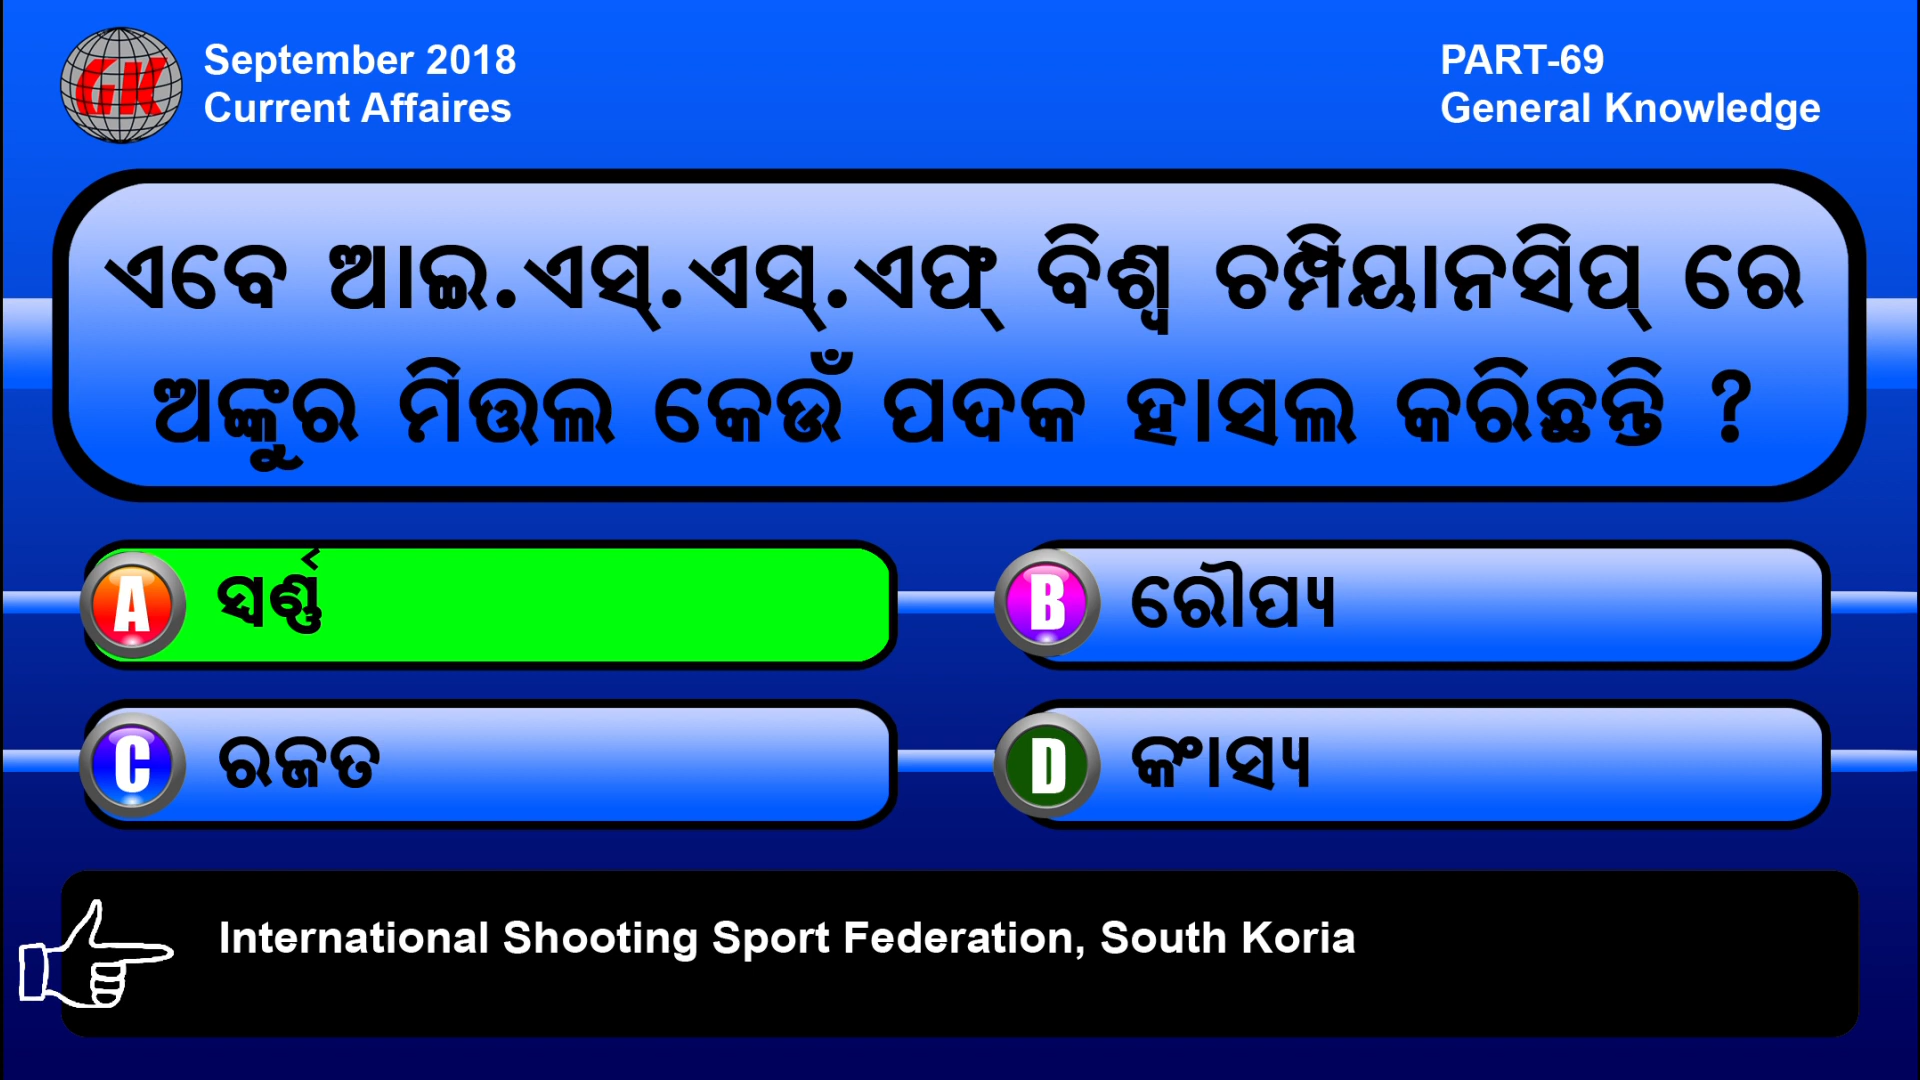 GK
September 2018
Current Affaires
PART-69
General Knowledge
ଏବେ ଆଇ.ଏସ୍.ଏସ୍.ଏଫ୍ ବିଶ୍ୱ ଚମ୍ପିୟାନସିପ୍ ରେ
ଅଙ୍କୁର ମିତ୍ତଲ କେଉଁ ପଦକ ହାସଲ କରିଛନ୍ତି ?
A ସ୍ୱର୍ଣ୍ଣ
B ରୌପ୍ୟ
C ରଜତ
D କାଂସ୍ୟ
International Shooting Sport Federation, South Koria